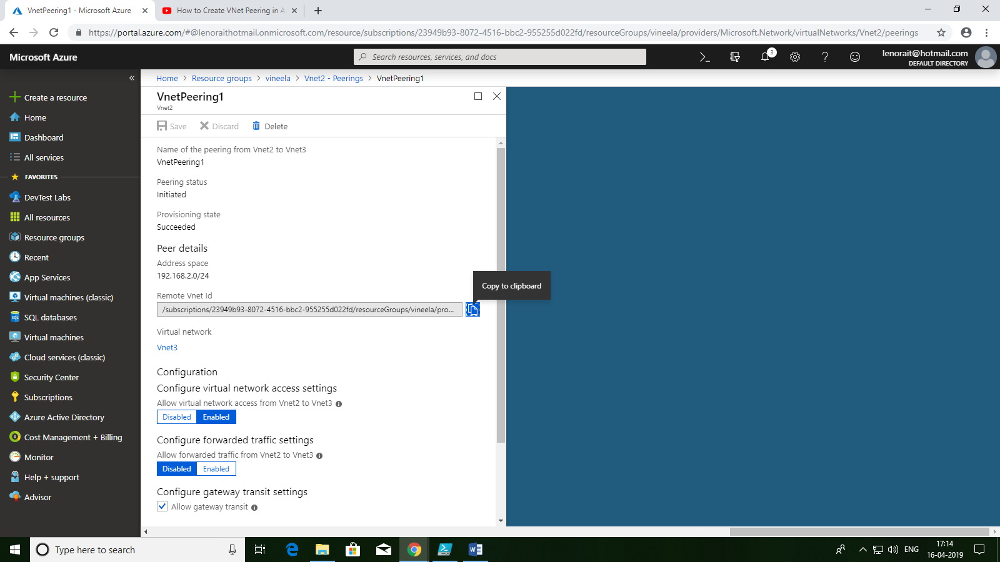 VnetPeering1 - Microsoft Azure
How to Create VNet Peering in A
https://portal.azure.com/#@lenoraithotmail.onmicrosoft.com/resource/subscriptions/23949b93-8072-4516-bbc2-955255d022fd/resourceGroups/vineela/providers/Microsoft.Network/virtualNetworks/Vnet2/peerings
Microsoft Azure
Search resources, services, and docs
3
lenorait@hotmail.com
DEFAULT DIRECTORY
Home > Resource groups > vineela > Vnet2 - Peerings > VnetPeering1
Create a resource
Home
Dashboard
All services
FAVORITES
DevTest Labs
All resources
Resource groups
Recent
App Services
Virtual machines (classic)
SQL databases
Virtual machines
Cloud services (classic)
Security Center
Subscriptions
Azure Active Directory
Cost Management + Billing
Monitor
Help + support
Advisor
VnetPeering1
Vnet2
Save Discard Delete
Name of the peering from Vnet2 to Vnet3
VnetPeering1
Peering status
Initiated
Provisioning state
Succeeded
Peer details
Address space
192.168.2.0/24
Copy to clipboard
Remote Vnet Id
/subscriptions/23949b93-8072-4516-bbc2-955255d022fd/resourceGroups/vineela/pro...
Virtual network
Vnet3
Configuration
Configure virtual network access settings
Allow virtual network access from Vnet2 to Vnet3
Disabled Enabled
Configure forwarded traffic settings
Allow forwarded traffic from Vnet2 to Vnet3
Disabled Enabled
Configure gateway transit settings
Allow gateway transit
Type here to search
ENG
17:14
16-04-2019